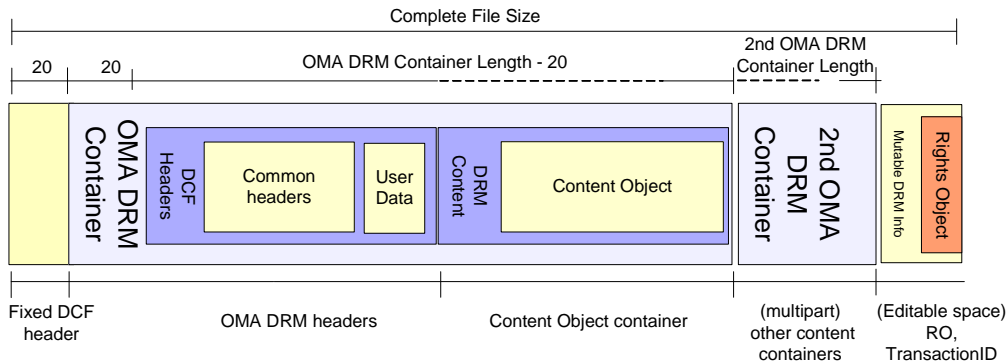 Complete File Size
20
20
OMA DRM Container Length - 20
2nd OMA DRM
Container Length
OMA DRM
Container
DCF
Headers
Common
headers
User
Data
DRM
Content
Content Object
2nd OMA
DRM
Container
Mutable DRM Info
Rights Object
Fixed DCF
header
OMA DRM headers
Content Object container
(multipart)
other content
containers
(Editable space)
RO,
TransactionID